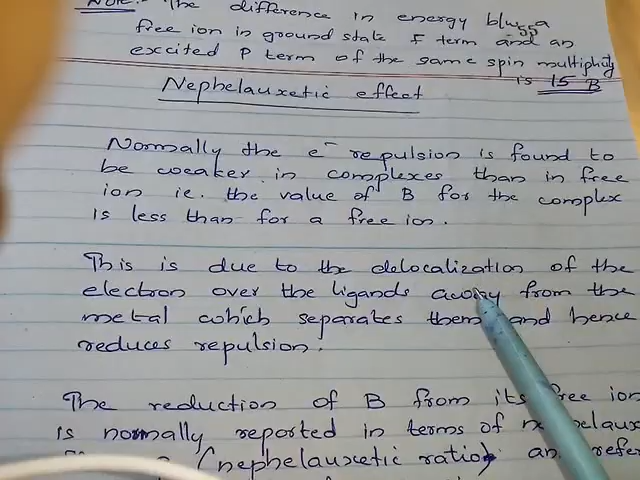 Note:- The difference in energy b/w a
free ion in ground state F term and an
excited P term of the same spin multiplicity
is 15 B
Nephelauxetic effect
Normally the e⁻ repulsion is found to
be weaker in complexes than in free
ion ie. the value of B for the complex
is less than for a free ion.
This is due to the delocalization of the
electron over the ligands away from the
metal which separates them and hence
reduces repulsion.
The reduction of B from its free ion
is normally reported in terms of
(nephelauxetic ratio) an